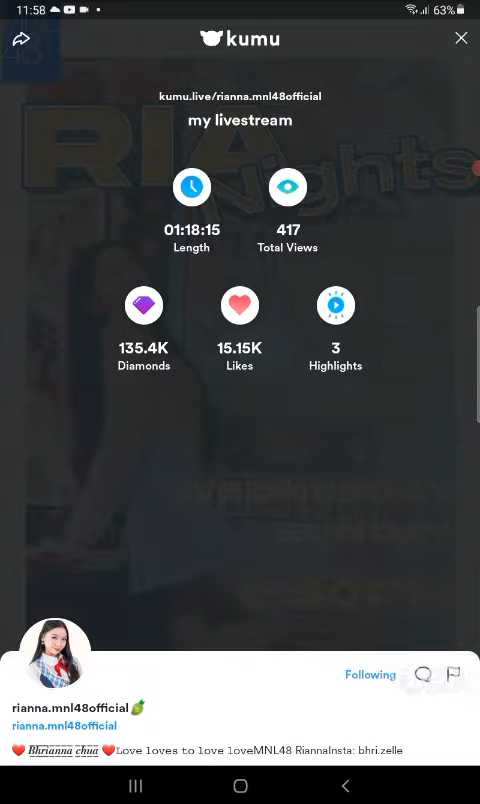 11:58 63%
kumu
kumu.live/rianna.mnl48official
my livestream
RIA
Nights
01:18:15 417
Length Total Views
135.4K 15.15K 3
Diamonds Likes Highlights
Following
rianna.mnl48official🍍
rianna.mnl48official
❤️ Bhrianna chua ❤️Love loves to love loveMNL48 RiannaInsta: bhri.zelle